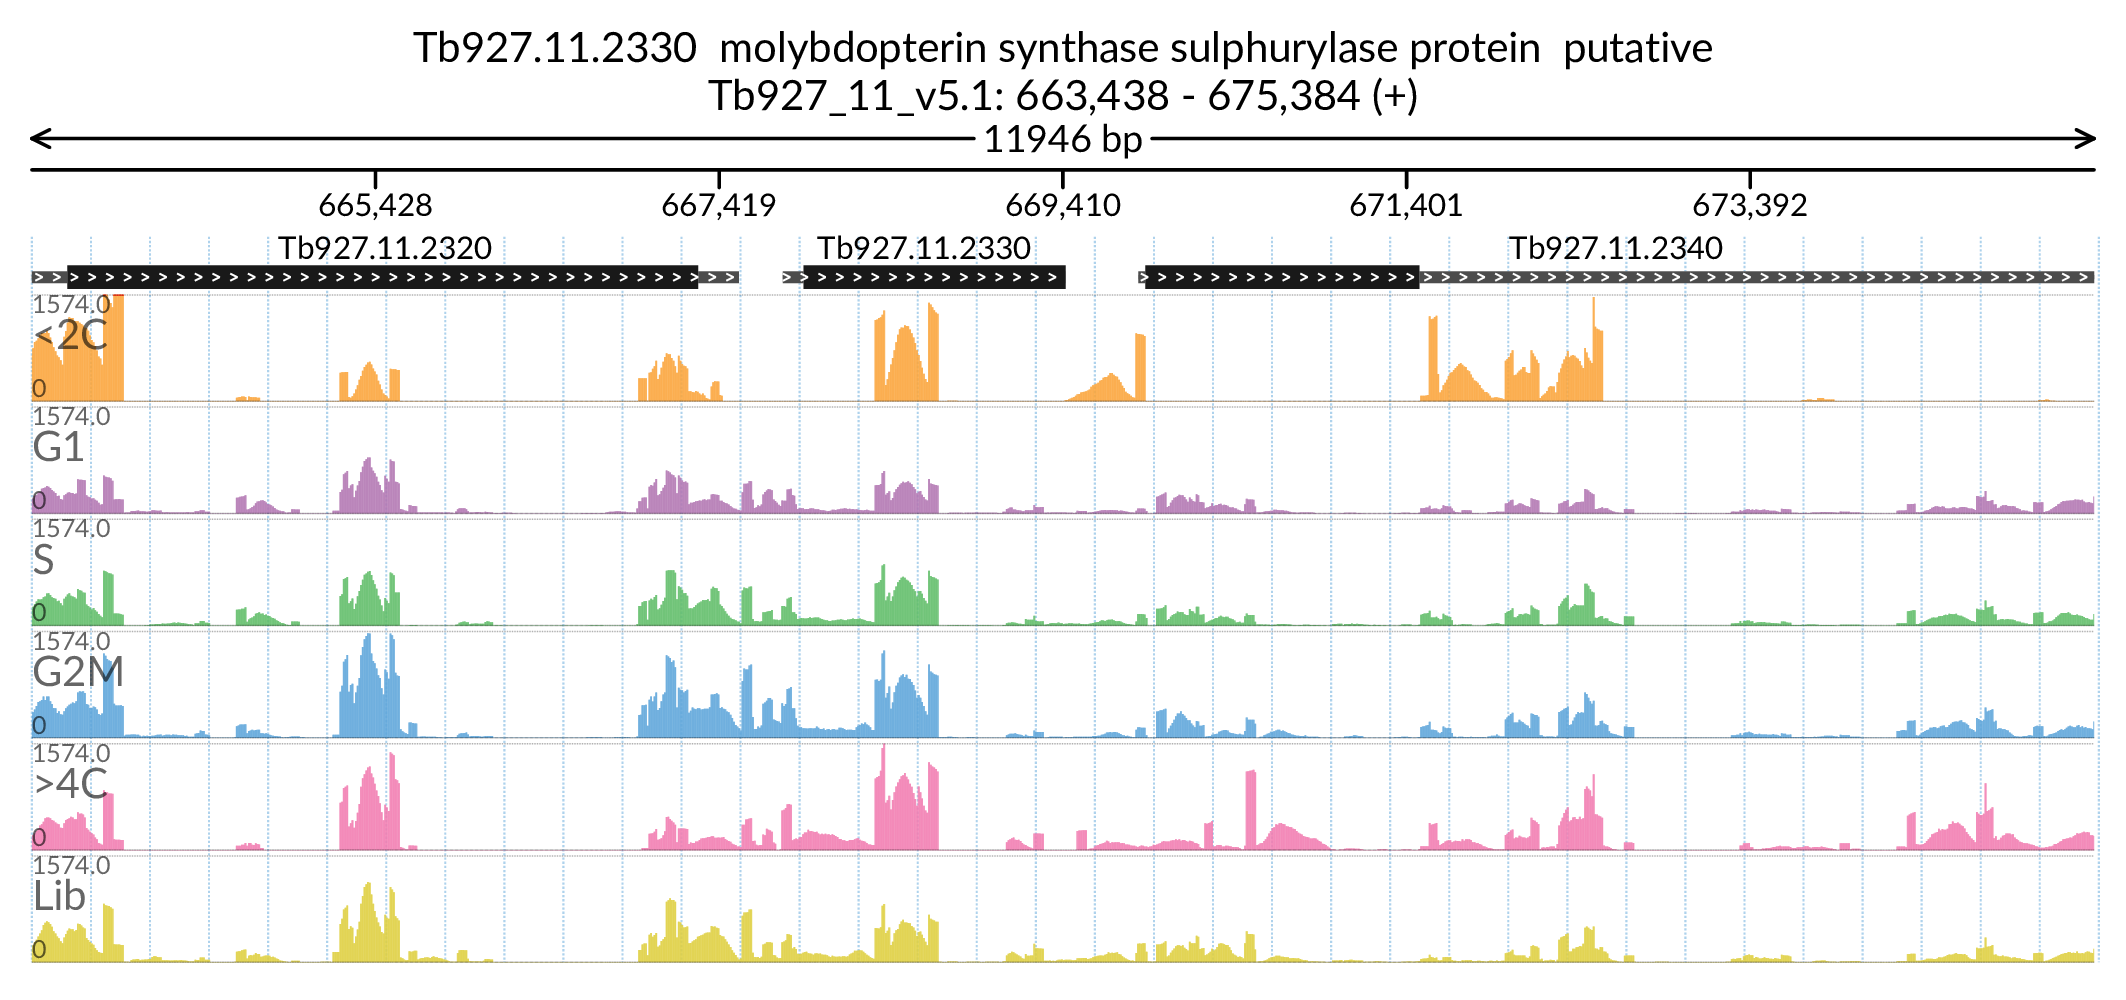 Tb927.11.2330  molybdopterin synthase sulphurylase protein  putative
Tb927_11_v5.1: 663,438 - 675,384 (+)
11946 bp
665,428 667,419 669,410 671,401 673,392
Tb927.11.2320 Tb927.11.2330 Tb927.11.2340
1574.0
<2C
0
1574.0
G1
0
1574.0
S
0
1574.0
G2M
0
1574.0
>4C
0
1574.0
Lib
0